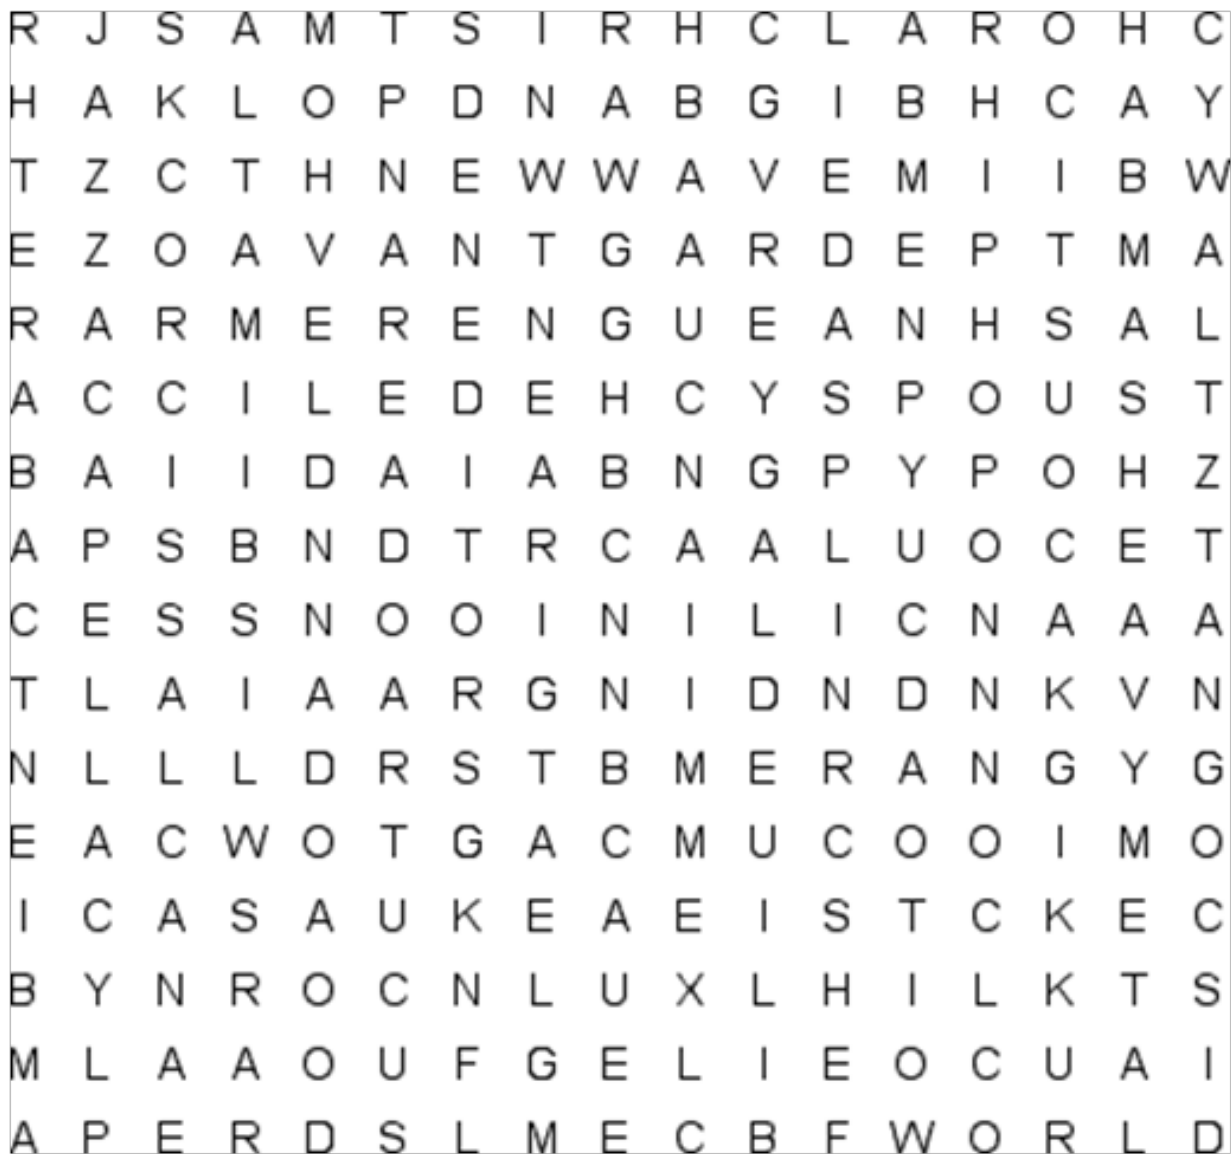 R J S A M T S I R H C L A R O H C
H A K L O P D N A B G I B H C A Y
T Z C T H N E W W A V E M I I B W
E Z O A V A N T G A R D E P T M A
R A R M E R E N G U E A N H S A L
A C C I L E D E H C Y S P O U S T
B A I I D A I A B N G P Y P O H Z
A P S B N D T R C A A L U O C E T
C E S S N O O I N I L I C N A A A
T L A I A A R G N I D N D N K V N
N L L L D R S T B M E R A N G Y G
E A C W O T G A C M U C O O I M O
I C A S A U K E A E I S T C K E C
B Y N R O C N L U X L H I L K T S
M L A A O U F G E L I E O C U A I
A P E R D S L M E C B F W O R L D